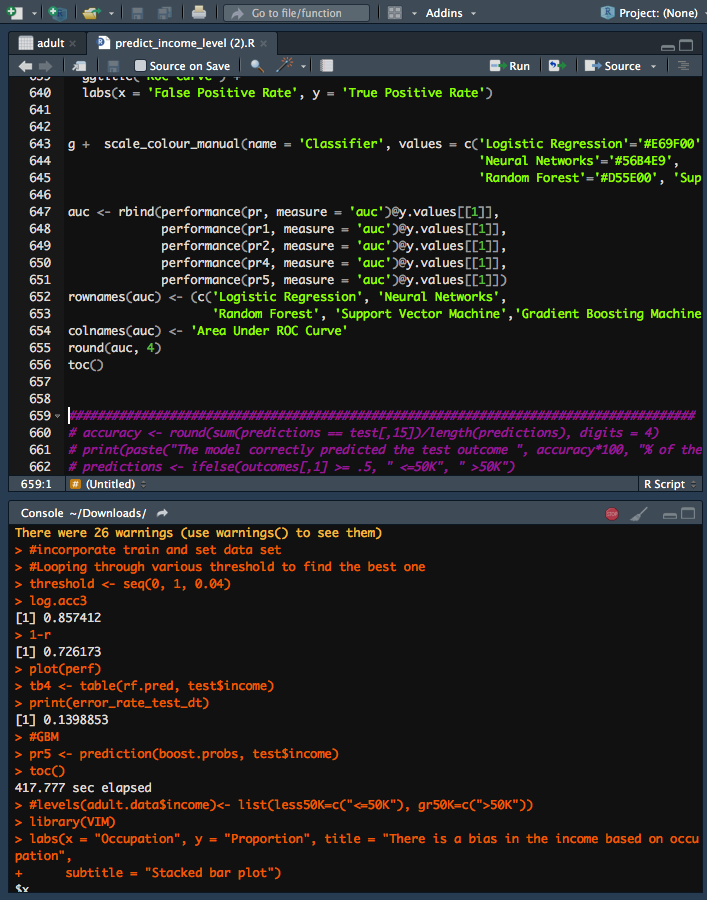 Go to file/function
Addins
Project: (None)
adult
predict_income_level (2).R
Source on Save
Run
Source
639 ggtitle('ROC Curve') +
640 labs(x = 'False Positive Rate', y = 'True Positive Rate')
641
642
643 g +  scale_colour_manual(name = 'Classifier', values = c('Logistic Regression'='#E69F00'
644 'Neural Networks'='#56B4E9',
645 'Random Forest'='#D55E00', 'Sup
646
647 auc <- rbind(performance(pr, measure = 'auc')@y.values[[1]],
648 performance(pr1, measure = 'auc')@y.values[[1]],
649 performance(pr2, measure = 'auc')@y.values[[1]],
650 performance(pr4, measure = 'auc')@y.values[[1]],
651 performance(pr5, measure = 'auc')@y.values[[1]])
652 rownames(auc) <- (c('Logistic Regression', 'Neural Networks',
653 'Random Forest', 'Support Vector Machine','Gradient Boosting Machine
654 colnames(auc) <- 'Area Under ROC Curve'
655 round(auc, 4)
656 toc()
657
658
659 ##########################################################################################
660 # accuracy <- round(sum(predictions == test[,15])/length(predictions), digits = 4)
661 # print(paste("The model correctly predicted the test outcome ", accuracy*100, "% of the
662 # predictions <- ifelse(outcomes[,1] >= .5, " <=50K", " >50K")
659:1 # (Untitled) R Script
Console ~/Downloads/
STOP
There were 26 warnings (use warnings() to see them)
> #incorporate train and set data set
> #Looping through various threshold to find the best one
> threshold <- seq(0, 1, 0.04)
> log.acc3
[1] 0.857412
> 1-r
[1] 0.726173
> plot(perf)
> tb4 <- table(rf.pred, test$income)
> print(error_rate_test_dt)
[1] 0.1398853
> #GBM
> pr5 <- prediction(boost.probs, test$income)
> toc()
417.777 sec elapsed
> #levels(adult.data$income)<- list(less50K=c("<=50K"), gr50K=c(">50K"))
> library(VIM)
> labs(x = "Occupation", y = "Proportion", title = "There is a bias in the income based on occu
pation",
+      subtitle = "Stacked bar plot")
$x